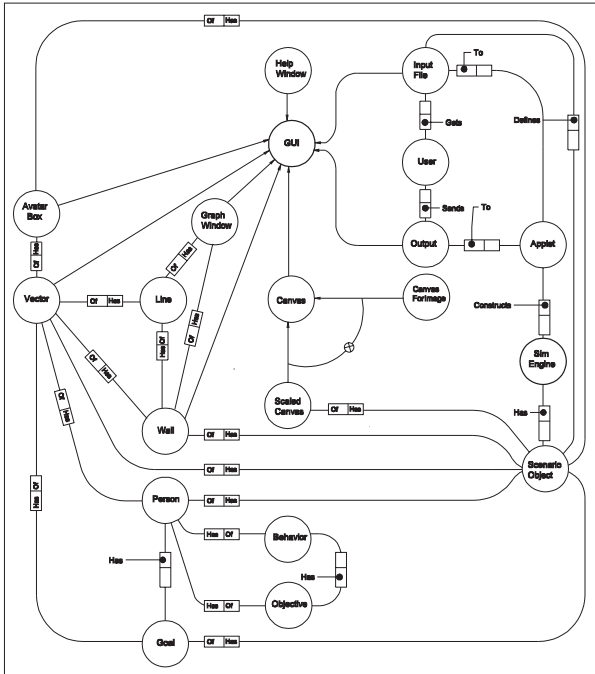 Of Has
Help
Window
Input
File
To
GUI
Gets
Defines
User
Avatar
Box
Graph
Window
Sends
To
Output
Applet
Of Has
Of Has
Vector
Of Has
Line
Canvas
Canvas
ForImage
Constructs
Of Has
Has Of
Of Has
Sim
Engine
Scaled
Canvas
Of Has
Has
Of Has
Wall
Of Has
Scenario
Object
Of Has
Of Has
Person
Of Has
Has Of
Behavior
Has
Has
Has Of
Objective
Goal
Of Has